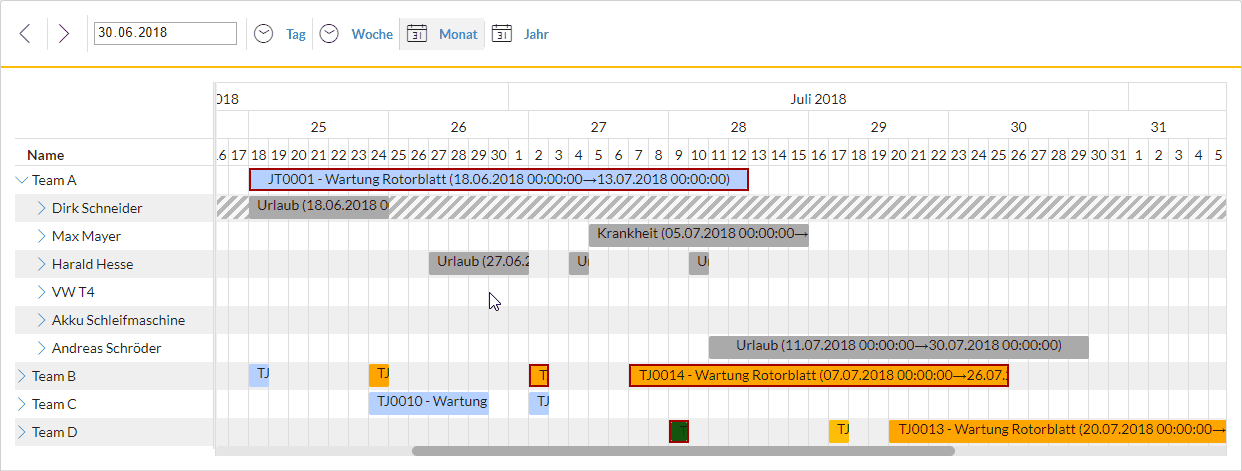 30.06.2018 Tag Woche 31 Monat 31 Jahr
018 Juli 2018
25 26 27 28 29 30 31
Name 17 18 19 20 21 22 23 24 25 26 27 28 29 30 1 2 3 4 5 6 7 8 9 10 11 12 13 14 15 16 17 18 19 20 21 22 23 24 25 26 27 28 29 30 31 1 2 3 4 5
Team A JT0001 - Wartung Rotorblatt (18.06.2018 00:00:00→13.07.2018 00:00:00)
Dirk Schneider Urlaub (18.06.2018 0
Max Mayer Krankheit (05.07.2018 00:00:00→
Harald Hesse Urlaub (27.06.2 Ur U
VW T4
Akku Schleifmaschine
Andreas Schröder Urlaub (11.07.2018 00:00:00→30.07.2018 00:00:00)
Team B TJ TJ T TJ0014 - Wartung Rotorblatt (07.07.2018 00:00:00→26.07.
Team C TJ0010 - Wartung TJ
Team D T TJ TJ0013 - Wartung Rotorblatt (20.07.2018 00:00:00→